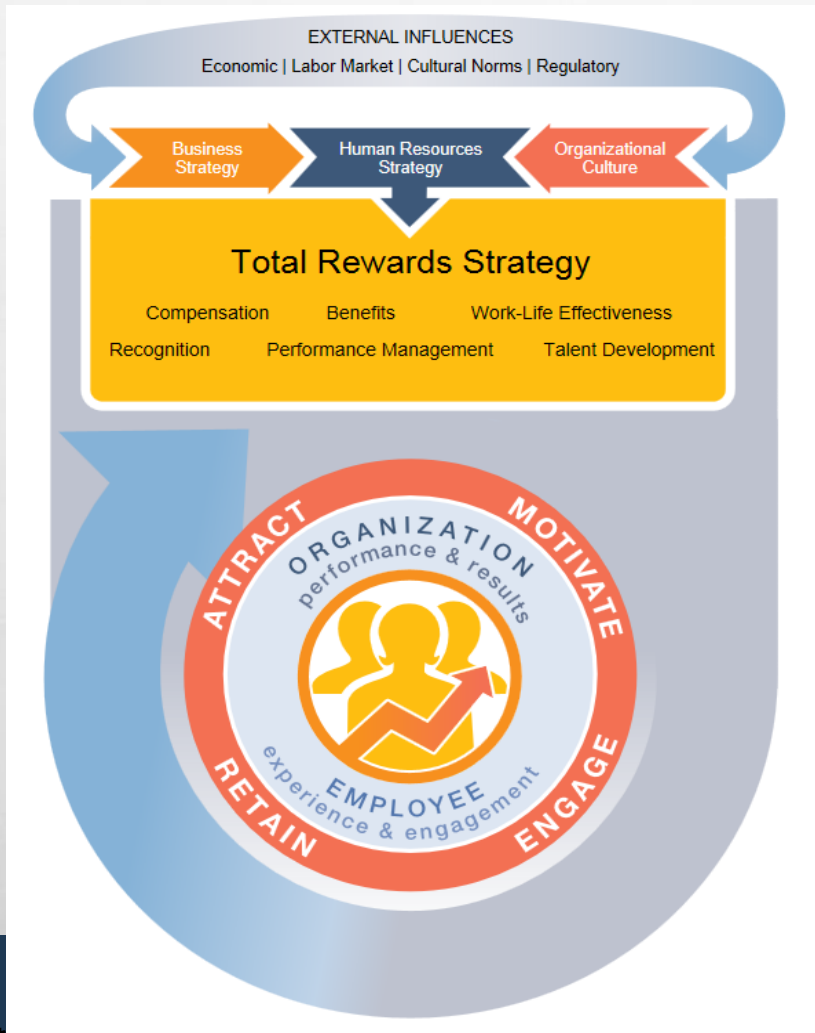 EXTERNAL INFLUENCES
Economic | Labor Market | Cultural Norms | Regulatory
Business
Strategy
Human Resources
Strategy
Organizational
Culture
Total Rewards Strategy
Compensation Benefits Work-Life Effectiveness
Recognition Performance Management Talent Development
ATTRACT
MOTIVATE
ORGANIZATION
performance & results
EMPLOYEE
experience & engagement
RETAIN
ENGAGE